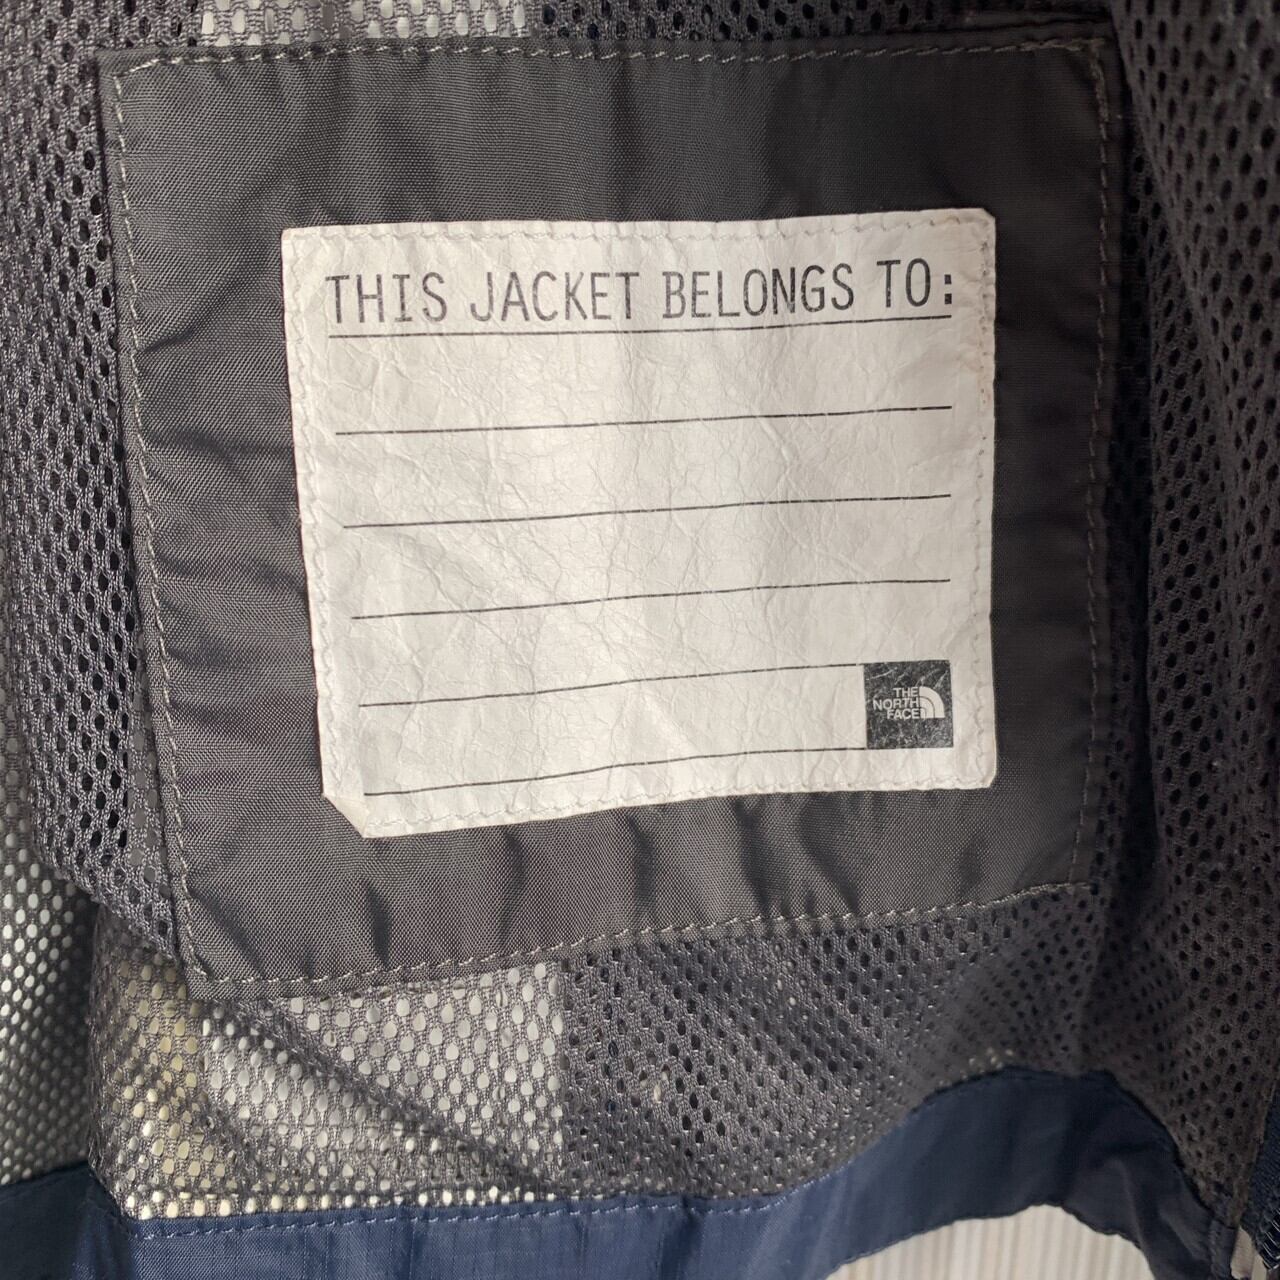 THIS JACKET BELONGS TO:
THE
NORTH
FACE